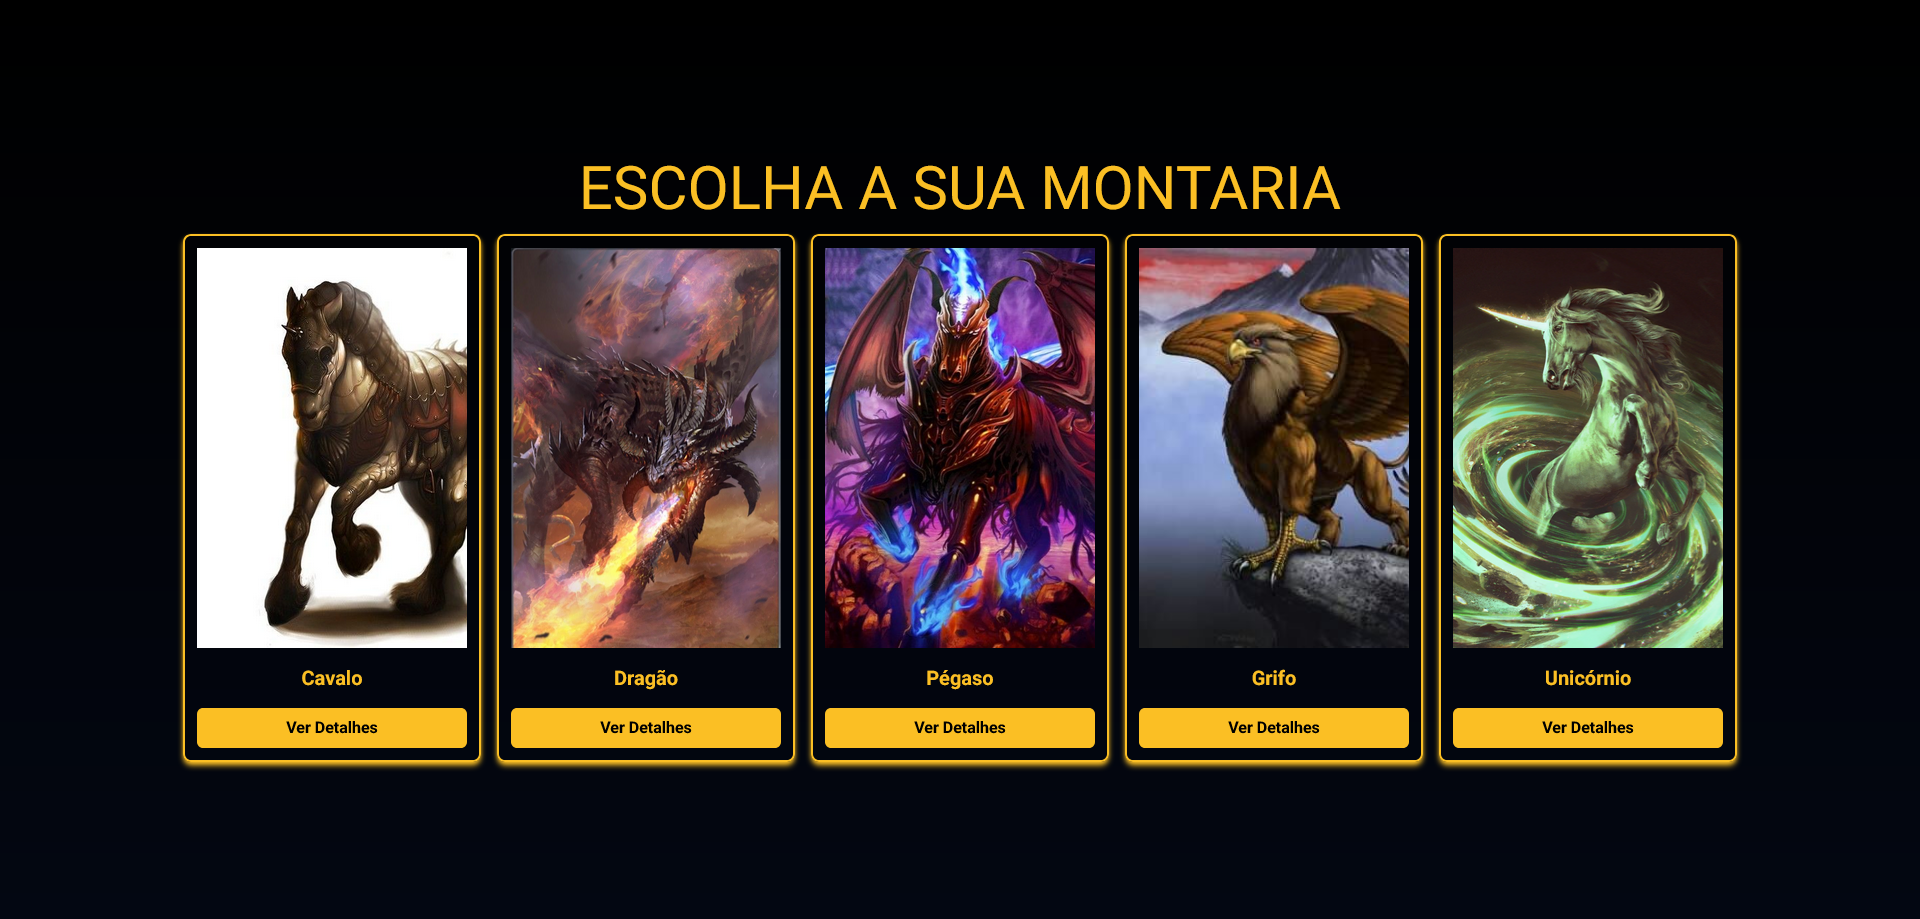 ESCOLHA A SUA MONTARIA
Cavalo
Ver Detalhes
Dragão
Ver Detalhes
Pégaso
Ver Detalhes
Grifo
Ver Detalhes
Unicórnio
Ver Detalhes